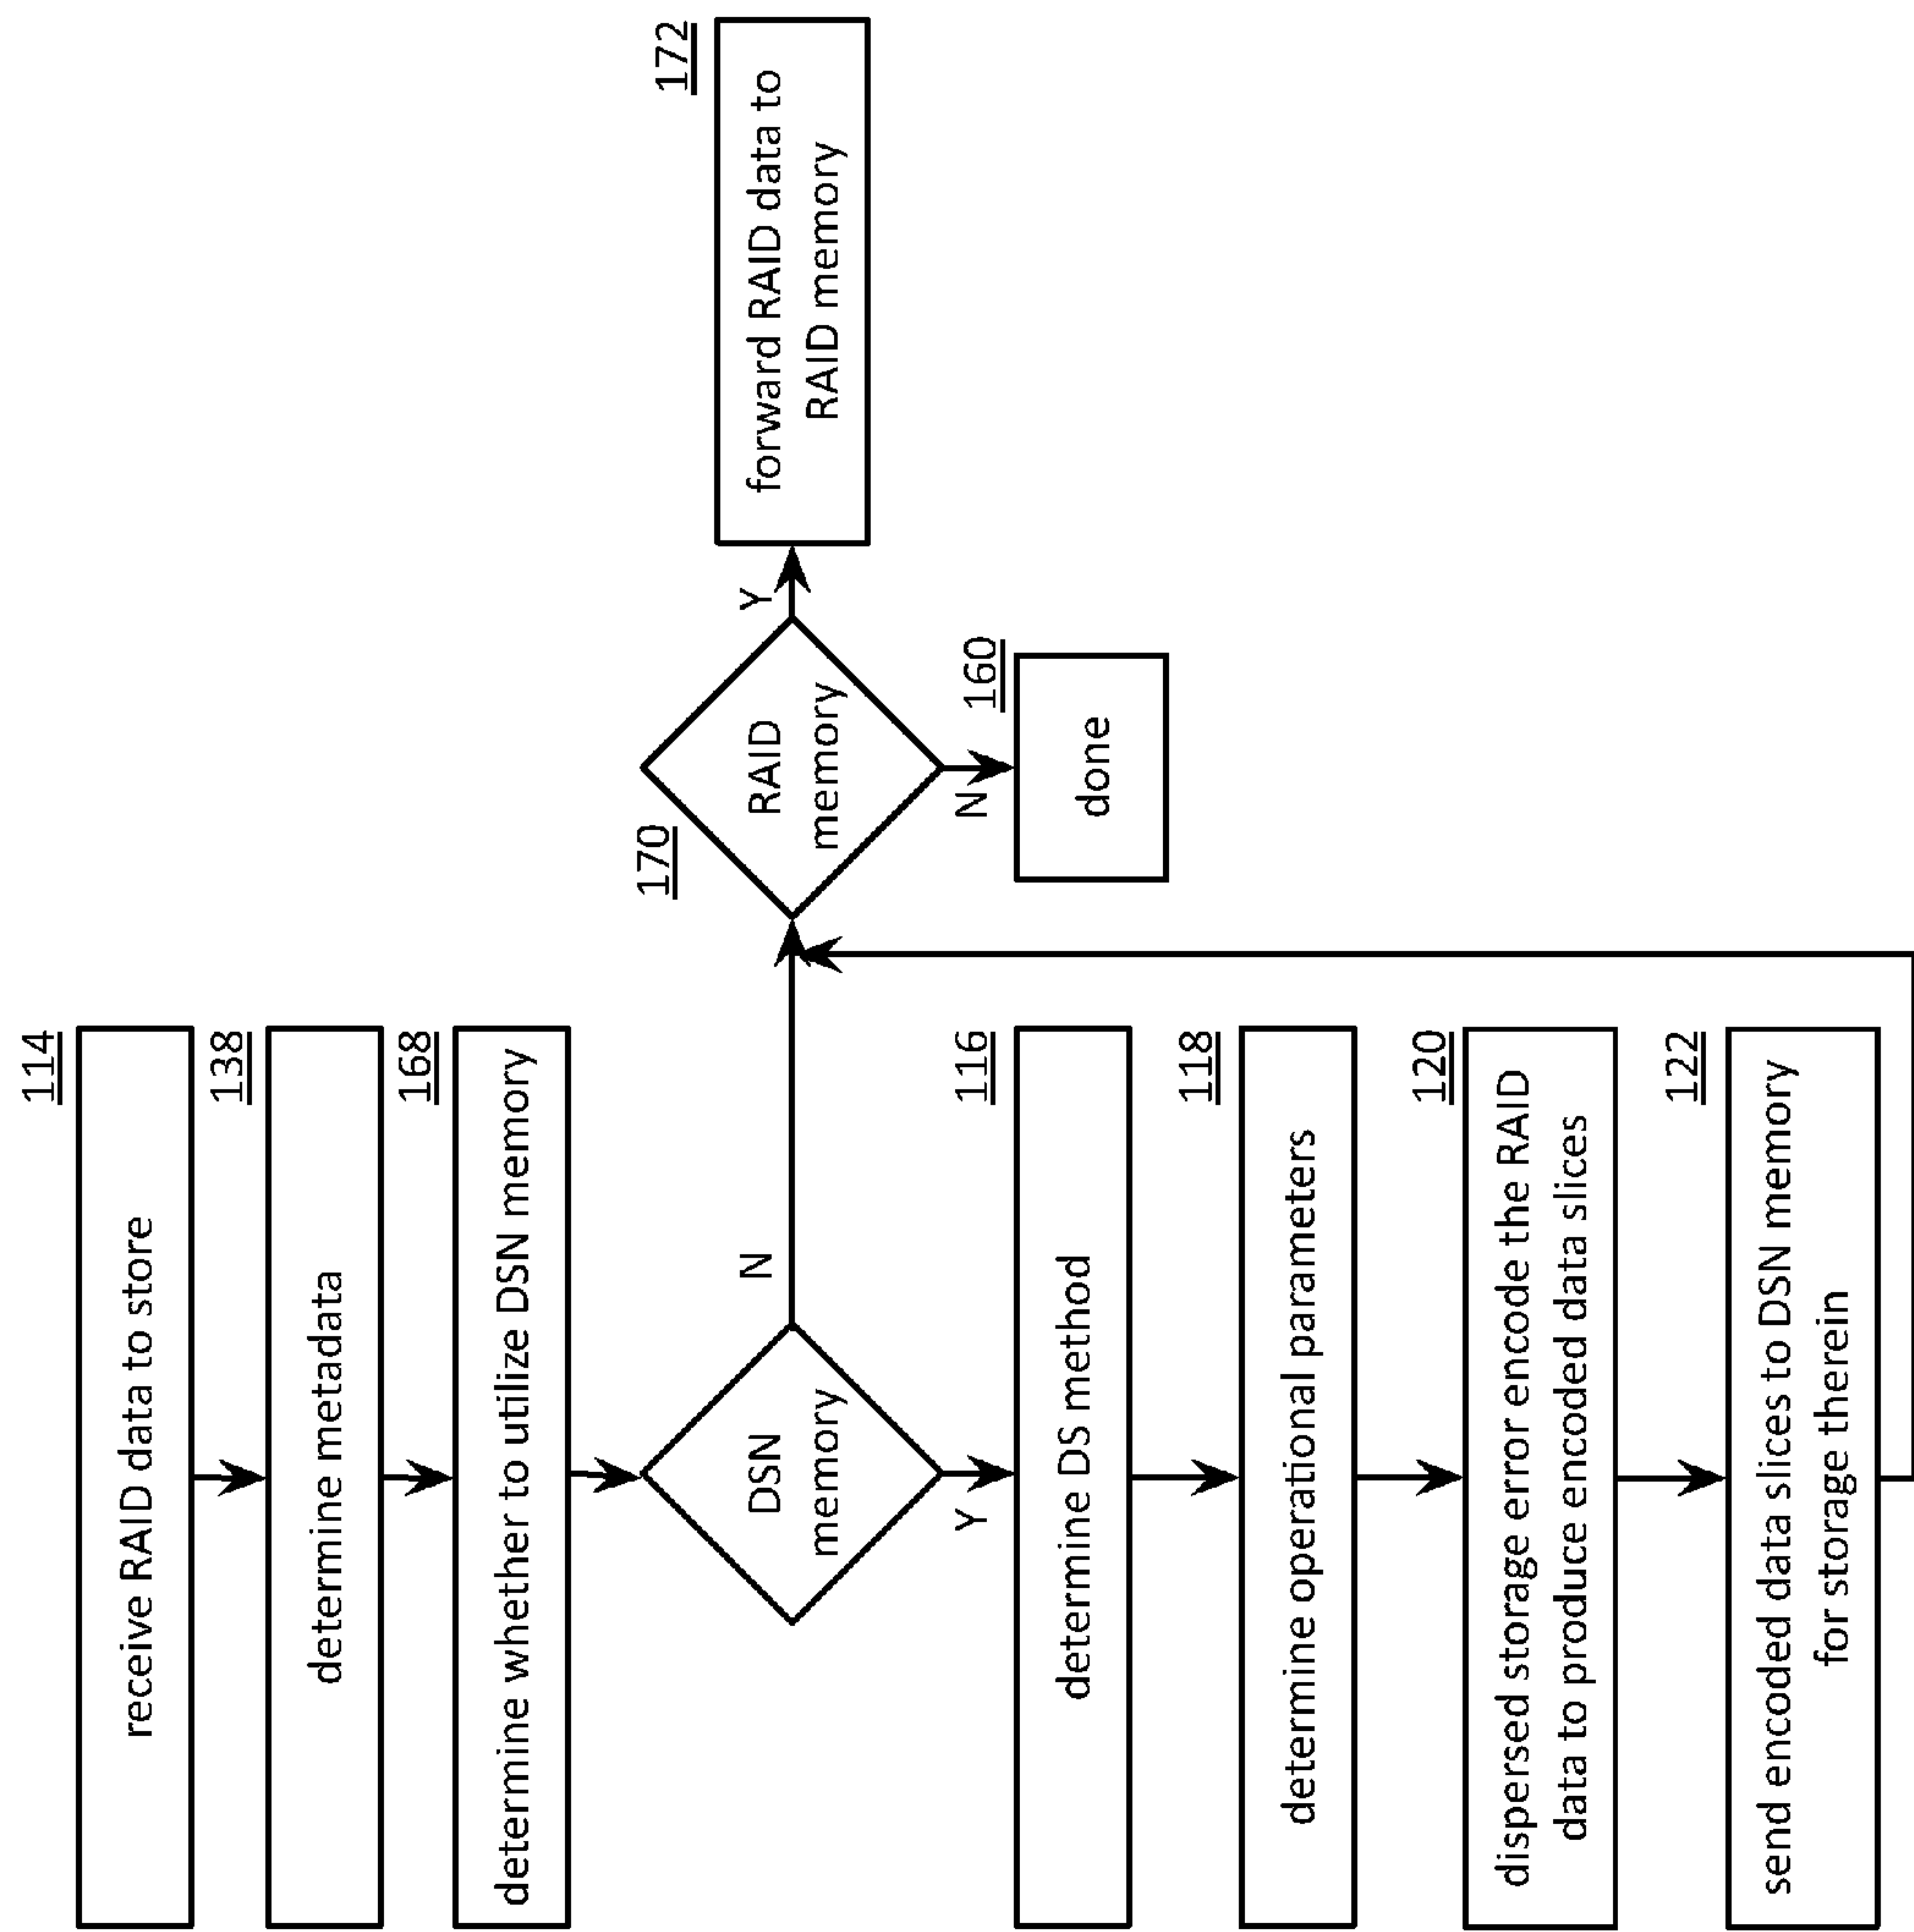 114
receive RAID data to store
138
determine metadata
168
determine whether to utilize DSN memory
DSN
memory
N
Y
116
determine DS method
118
determine operational parameters
120
dispersed storage error encode the RAID
data to produce encoded data slices
122
send encoded data slices to DSN memory
for storage therein
170
RAID
memory
Y
N
172
forward RAID data to
RAID memory
160
done